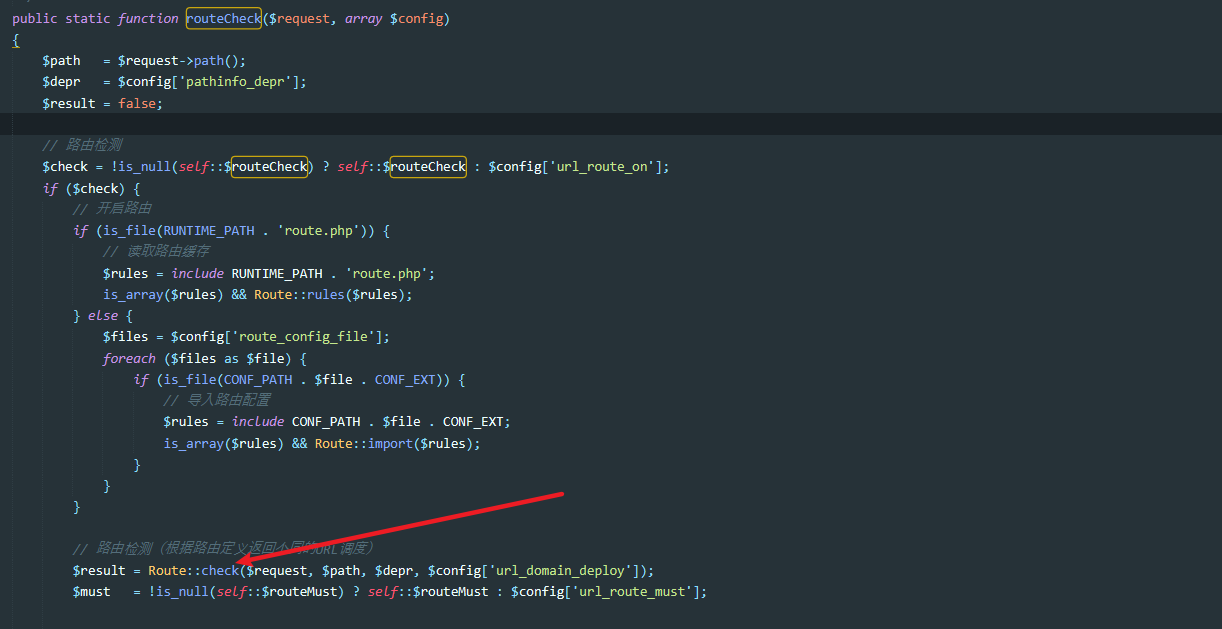 public static function routeCheck($request, array $config)
{
    $path   = $request->path();
    $depr   = $config['pathinfo_depr'];
    $result = false;
    // 路由检测
    $check = !is_null(self::$routeCheck) ? self::$routeCheck : $config['url_route_on'];
    if ($check) {
        // 开启路由
        if (is_file(RUNTIME_PATH . 'route.php')) {
            // 读取路由缓存
            $rules = include RUNTIME_PATH . 'route.php';
            is_array($rules) && Route::rules($rules);
        } else {
            $files = $config['route_config_file'];
            foreach ($files as $file) {
                if (is_file(CONF_PATH . $file . CONF_EXT)) {
                    // 导入路由配置
                    $rules = include CONF_PATH . $file . CONF_EXT;
                    is_array($rules) && Route::import($rules);
                }
            }
        }
        // 路由检测（根据路由定义返回不同的URL调度）
        $result = Route::check($request, $path, $depr, $config['url_domain_deploy']);
        $must   = !is_null(self::$routeMust) ? self::$routeMust : $config['url_route_must'];